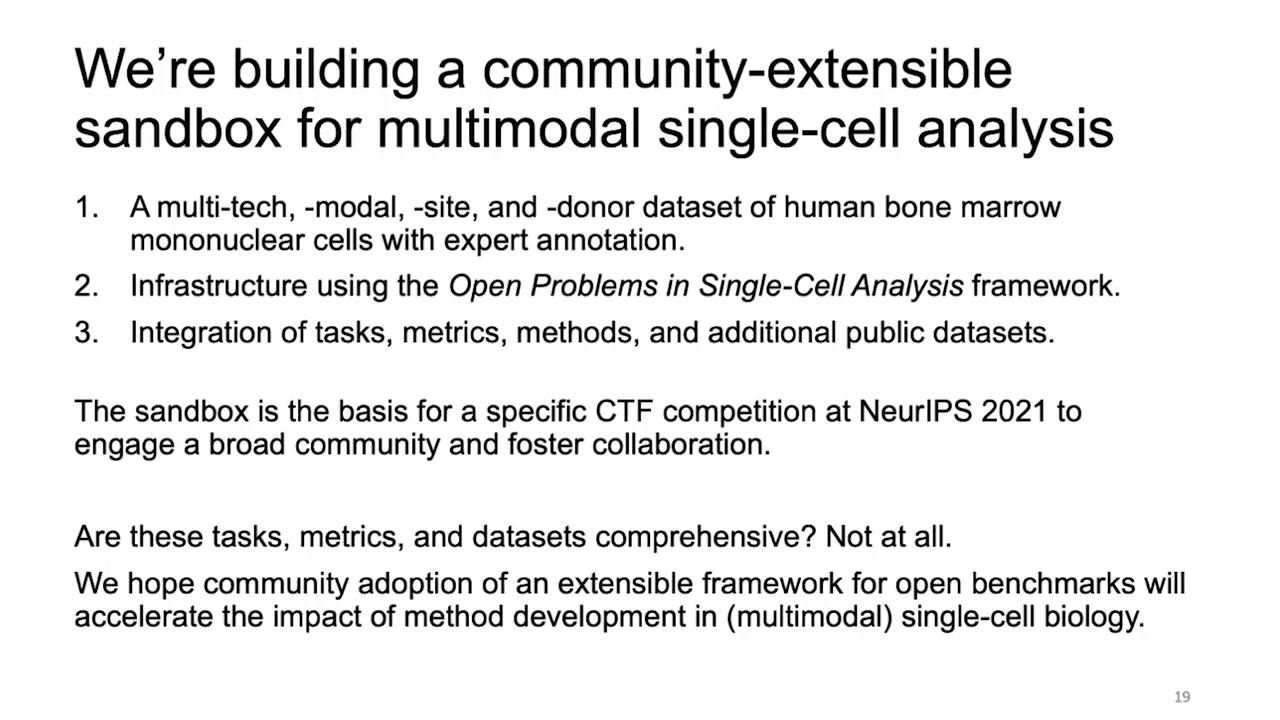 We’re building a community-extensible
sandbox for multimodal single-cell analysis
1. A multi-tech, -modal, -site, and -donor dataset of human bone marrow
mononuclear cells with expert annotation.
2. Infrastructure using the Open Problems in Single-Cell Analysis framework.
3. Integration of tasks, metrics, methods, and additional public datasets.
The sandbox is the basis for a specific CTF competition at NeurIPS 2021 to
engage a broad community and foster collaboration.
Are these tasks, metrics, and datasets comprehensive? Not at all.
We hope community adoption of an extensible framework for open benchmarks will
accelerate the impact of method development in (multimodal) single-cell biology.
19